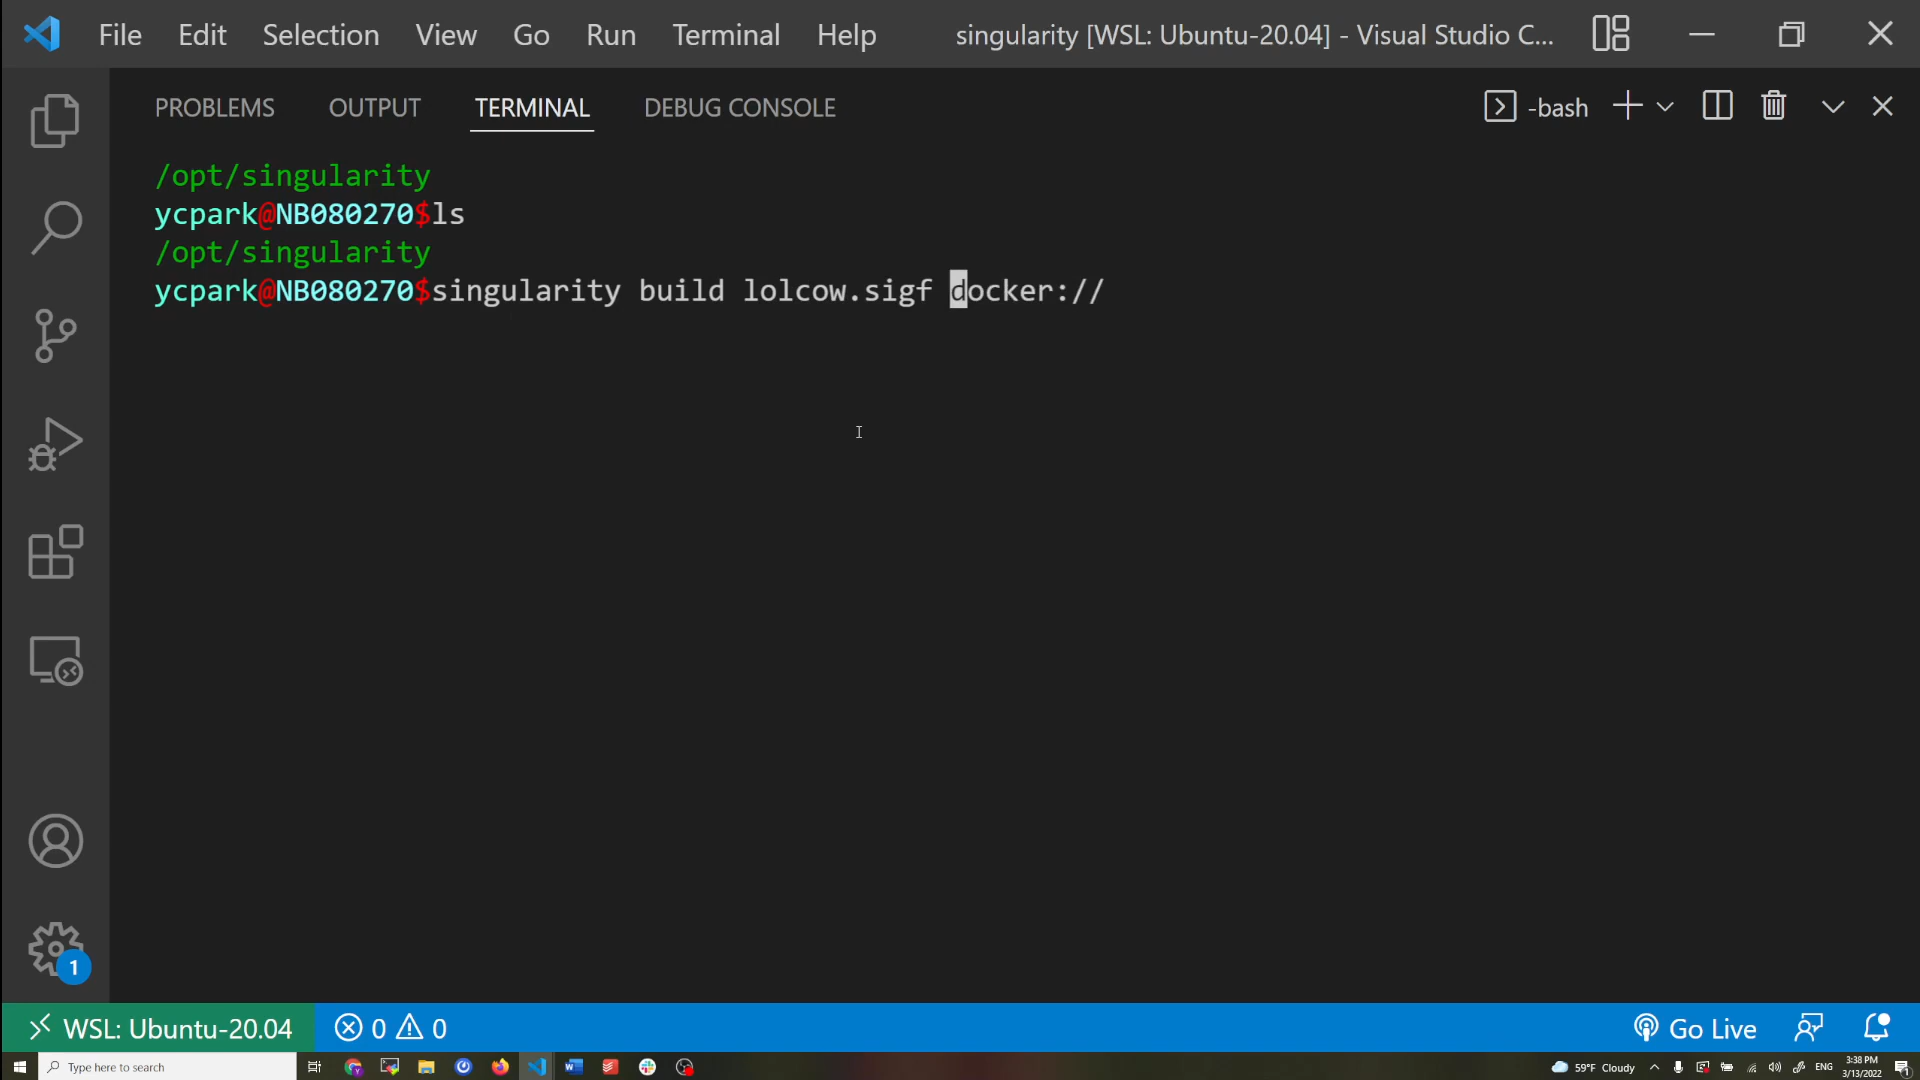 File Edit Selection View Go Run Terminal Help singularity [WSL: Ubuntu-20.04] - Visual Studio C...
PROBLEMS OUTPUT TERMINAL DEBUG CONSOLE -bash
/opt/singularity
ycpark@NB080270$ls
/opt/singularity
ycpark@NB080270$singularity build lolcow.sigf docker://
1
WSL: Ubuntu-20.04 0 0 Go Live
Type here to search 59°F Cloudy ENG 3:38 PM
3/13/2022 1